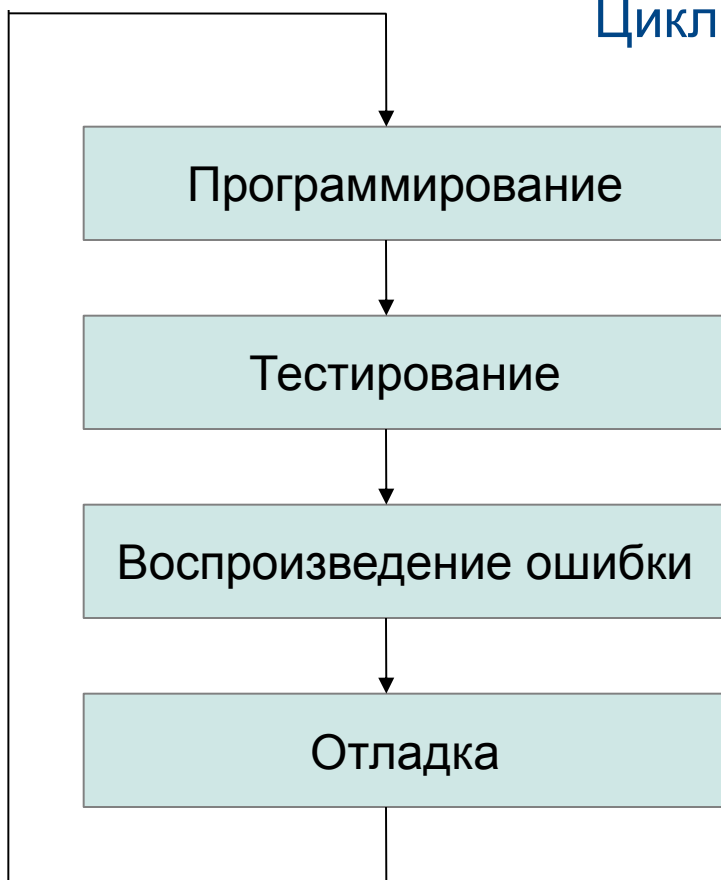 Цикл
Программирование
Тестирование
Воспроизведение ошибки
Отладка